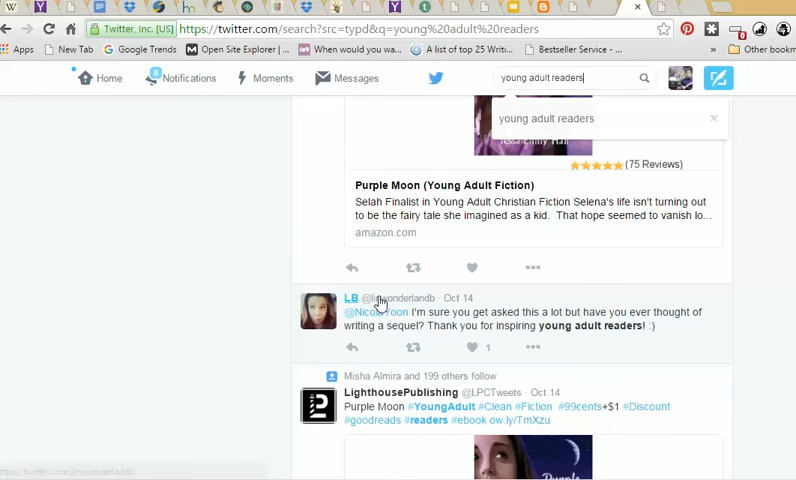 Twitter, Inc. [US] https://twitter.com/search?src=typd&q=young%20adult%20readers
Apps New Tab Google Trends Open Site Explorer | When would you wa... A list of top 25 Writi... Bestseller Service - » Other bookm
Home 8 Notifications Moments Messages young adult readers
young adult readers ×
(75 Reviews)
Purple Moon (Young Adult Fiction)
Selah Finalist in Young Adult Christian Fiction Selena's life isn't turning out
to be the fairy tale she imagined as a kid. That hope seemed to vanish lo...
amazon.com
LB @linwonderlandb · Oct 14
@NicolaYoon I'm sure you get asked this a lot but have you ever thought of
writing a sequel? Thank you for inspiring young adult readers! :)
1
Misha Almira and 199 others follow
LighthousePublishing @LPCTweets · Oct 14
Purple Moon #YoungAdult #Clean #Fiction #99cents+$1 #Discount
#goodreads #readers #ebook ow.ly/TmXzu
Purple